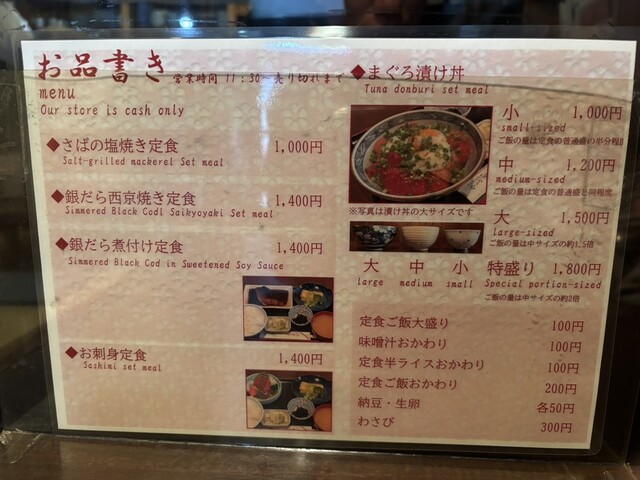 お品書き 営業時間 11:30～売り切れまで
menu
Our store is cash only
◆さばの塩焼き定食 1,000円
Salt-grilled mackerel Set meal
◆銀だら西京焼き定食 1,400円
Simmered Black Codl Saikyoyaki Set meal
◆銀だら煮付け定食 1,400円
Simmered Black Cod in Sweetened Soy Sauce
◆お刺身定食 1,400円
Sashimi set meal
◆まぐろ漬け丼
Tuna donburi set meal
小 1,000円
small-sized
ご飯の量は定食の普通盛の半分程度
中 1,200円
medium-sized
ご飯の量は定食の普通盛と同程度
※写真は漬け丼の大サイズです
大 1,500円
large-sized
ご飯の量は中サイズの約1.5倍
大 中 小 特盛り 1,800円
large medium small Special portion-sized
ご飯の量は中サイズの約2倍
定食ご飯大盛り 100円
味噌汁おかわり 100円
定食半ライスおかわり 100円
定食ご飯おかわり 200円
納豆・生卵 各50円
わさび 300円